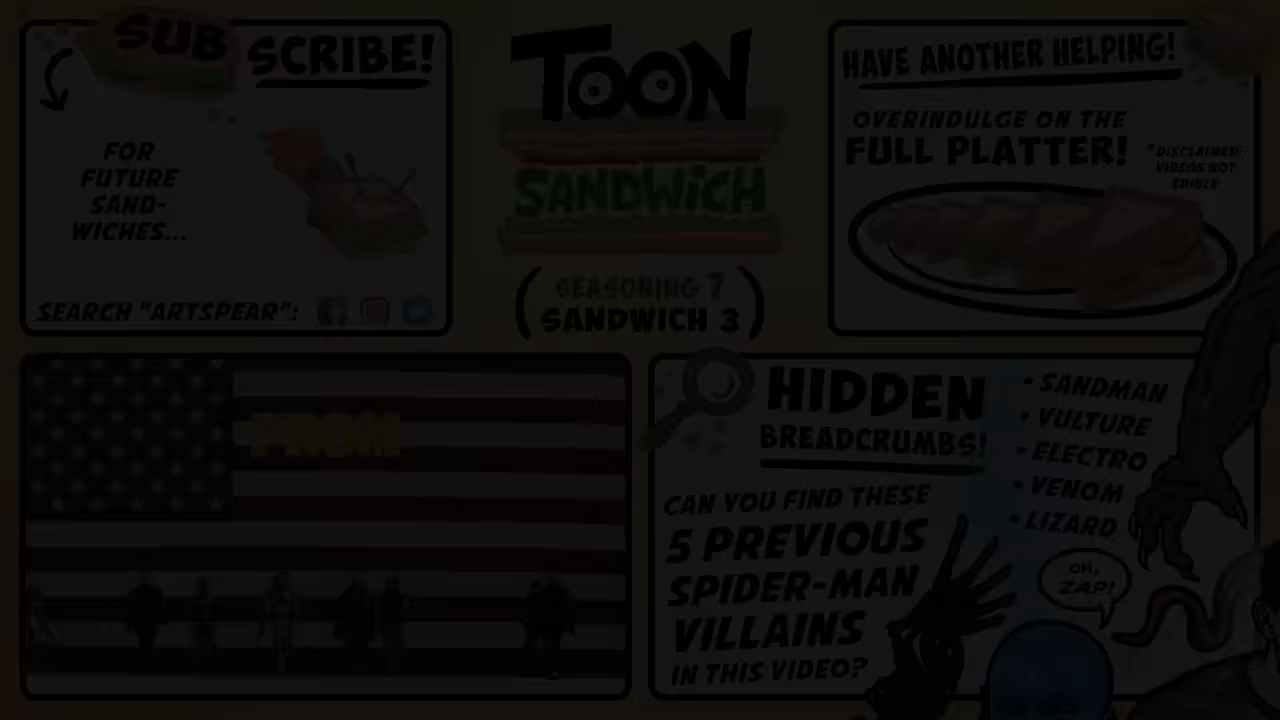 SUBSCRIBE!
FOR
FUTURE
SAND-
WICHES...
SEARCH "ARTSPEAR":
TOON
SANDWICH
(SEASONING 7
SANDWICH 3)
HAVE ANOTHER HELPING!
OVERINDULGE ON THE
FULL PLATTER!
*DISCLAIMER:
VIDEOS NOT
EDIBLE
FROM
HIDDEN
BREADCRUMBS!
CAN YOU FIND THESE
5 PREVIOUS
SPIDER-MAN
VILLAINS
IN THIS VIDEO?
• SANDMAN
• VULTURE
• ELECTRO
• VENOM
• LIZARD
OH,
ZAP!